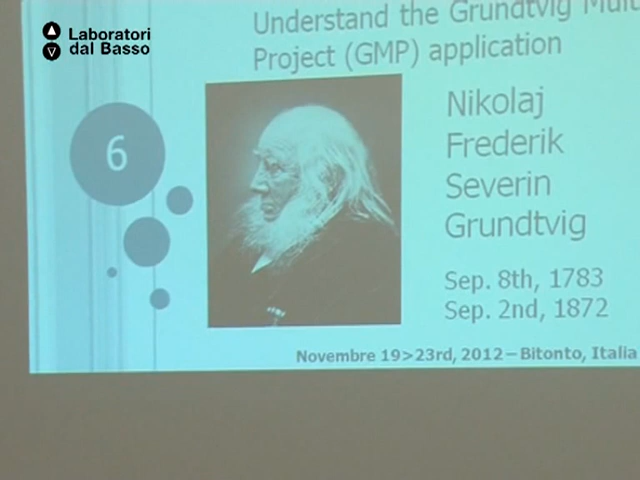 Laboratori
dal Basso
Understand the Grundtvig
Project (GMP) application
6
Nikolaj
Frederik
Severin
Grundtvig
Sep. 8th, 1783
Sep. 2nd, 1872
Novembre 19>23rd, 2012 – Bitonto, Italia